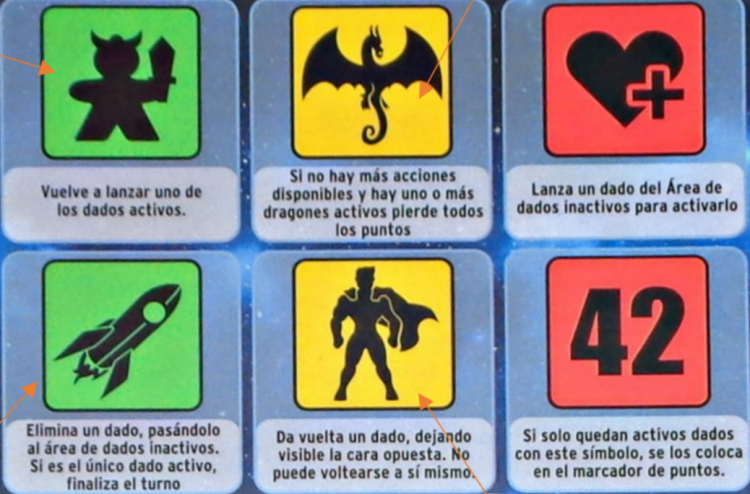 Vuelve a lanzar uno de
los dados activos.
Si no hay más acciones
disponibles y hay uno o más
dragones activos pierde todos
los puntos
Lanza un dado del Área de
dados inactivos para activarlo
42
Elimina un dado, pasándolo
al área de dados inactivos.
Si es el único dado activo,
finaliza el turno
Da vuelta un dado, dejando
visible la cara opuesta. No
puede voltearse a sí mismo.
Si solo quedan activos dados
con este símbolo, se los coloca
en el marcador de puntos.